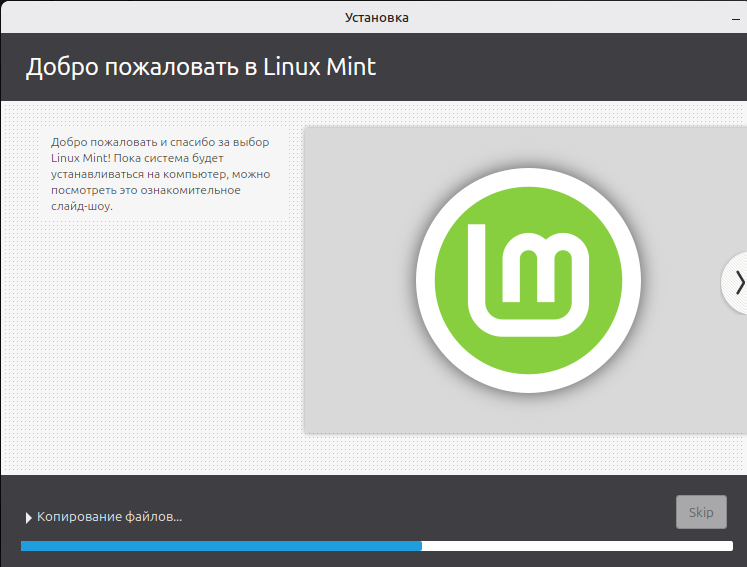 Установка
Добро пожаловать в Linux Mint
Добро пожаловать и спасибо за выбор
Linux Mint! Пока система будет
устанавливаться на компьютер, можно
посмотреть это ознакомительное
слайд-шоу.
Копирование файлов...
Skip